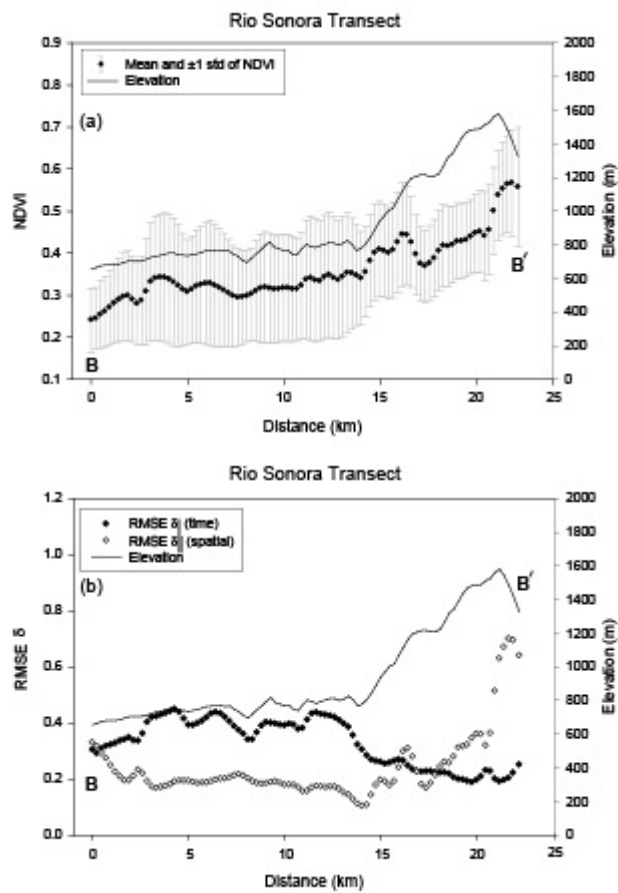 Rio Sonora Transect
Mean and ±1 std of NDVI
Elevation
(a)
NDVI
0.9
0.8
0.7
0.6
0.5
0.4
0.3
0.2
0.1
2000
1800
1600
1400
1200
1000
800
600
400
200
0
Elevation (m)
B
B′
0 5 10 15 20 25
Distance (km)
Rio Sonora Transect
RMSE δ (time)
RMSE δ (spatial)
Elevation
(b)
RMSE δ
1.2
1.0
0.8
0.6
0.4
0.2
0.0
2000
1800
1600
1400
1200
1000
800
600
400
200
0
Elevation (m)
B
B′
0 5 10 15 20 25
Distance (km)